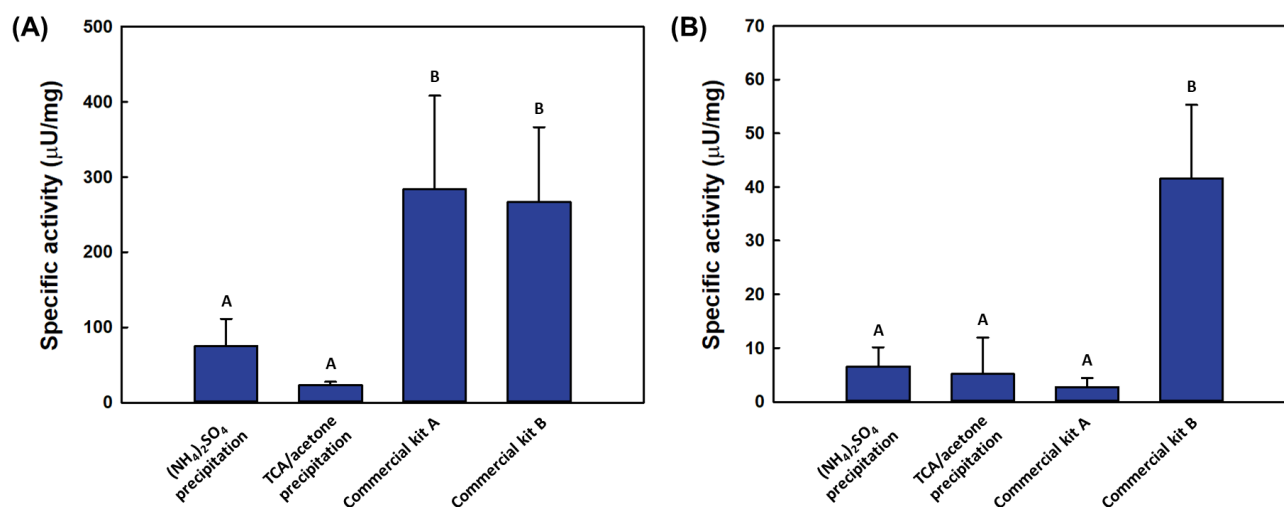 (A)
Specific activity (μU/mg)
500
400
300
200
100
0
A
A
B
B
(NH₄)₂SO₄
precipitation
TCA/acetone
precipitation
Commercial kit A
Commercial kit B
(B)
Specific activity (μU/mg)
70
60
50
40
30
20
10
0
A
A
A
B
(NH₄)₂SO₄
precipitation
TCA/acetone
precipitation
Commercial kit A
Commercial kit B